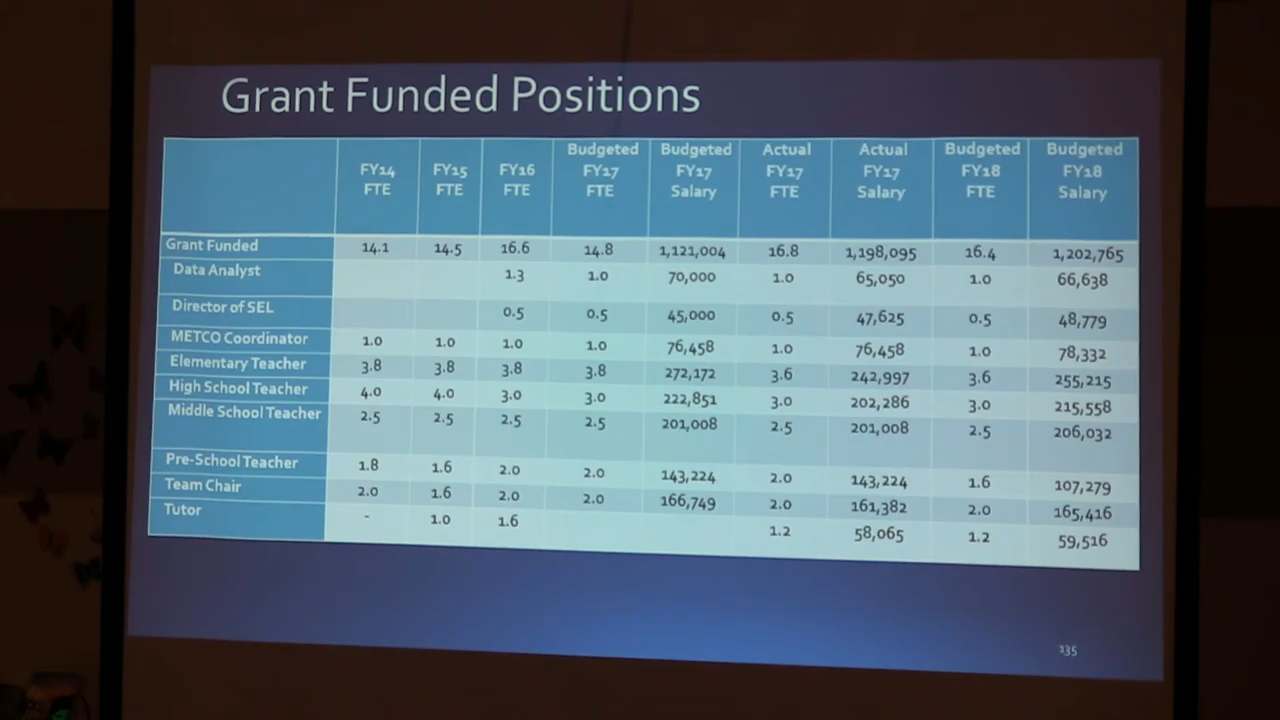 Grant Funded Positions
FY14 FTE FY15 FTE FY16 FTE Budgeted FY17 FTE Budgeted FY17 Salary Actual FY17 FTE Actual FY17 Salary Budgeted FY18 FTE Budgeted FY18 Salary
Grant Funded 14.1 14.5 16.6 14.8 1,121,004 16.8 1,198,095 16.4 1,202,765
Data Analyst 1.3 1.0 70,000 1.0 65,050 1.0 66,638
Director of SEL 0.5 0.5 45,000 0.5 47,625 0.5 48,779
METCO Coordinator 1.0 1.0 1.0 1.0 76,458 1.0 76,458 1.0 78,332
Elementary Teacher 3.8 3.8 3.8 3.8 272,172 3.6 242,997 3.6 255,215
High School Teacher 4.0 4.0 3.0 3.0 222,851 3.0 202,286 3.0 215,558
Middle School Teacher 2.5 2.5 2.5 2.5 201,008 2.5 201,008 2.5 206,032
Pre-School Teacher 1.8 1.6 2.0 2.0 143,224 2.0 143,224 1.6 107,279
Team Chair 2.0 1.6 2.0 2.0 166,749 2.0 161,382 2.0 165,416
Tutor - 1.0 1.6 1.2 58,065 1.2 59,516
135